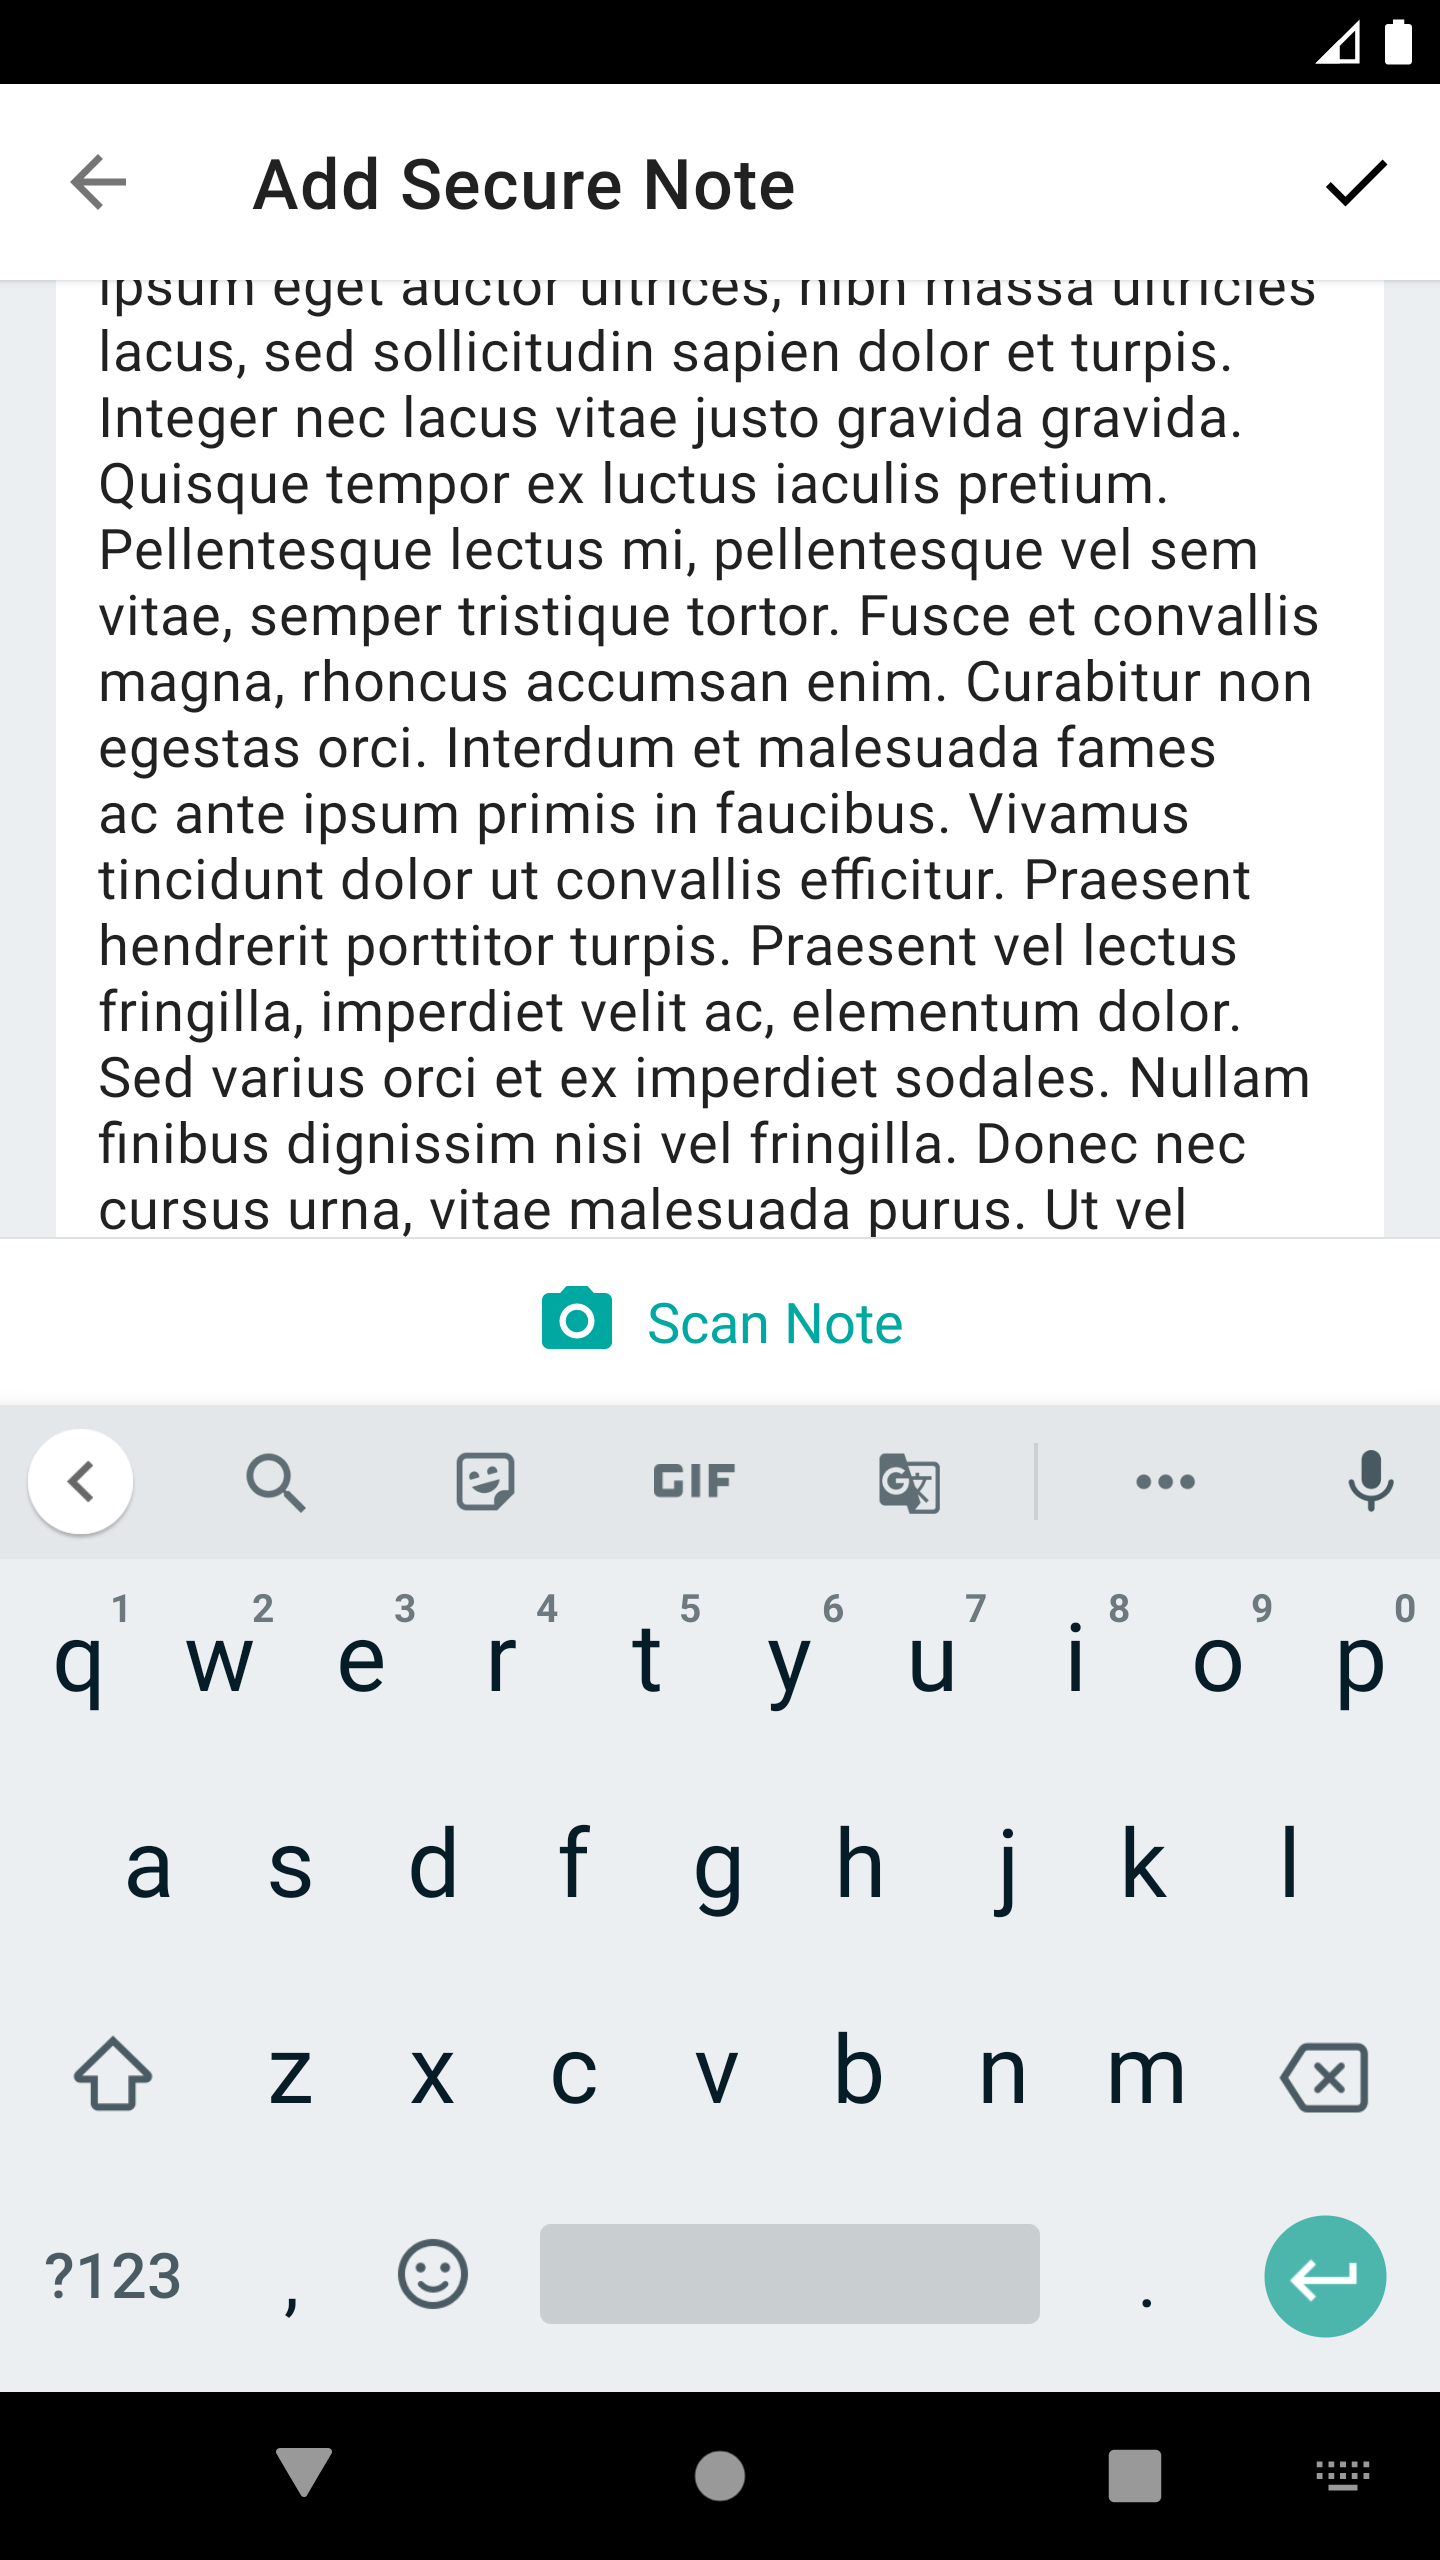 Add Secure Note
ipsum eget auctor ultrices, nibh massa ultricies
lacus, sed sollicitudin sapien dolor et turpis.
Integer nec lacus vitae justo gravida gravida.
Quisque tempor ex luctus iaculis pretium.
Pellentesque lectus mi, pellentesque vel sem
vitae, semper tristique tortor. Fusce et convallis
magna, rhoncus accumsan enim. Curabitur non
egestas orci. Interdum et malesuada fames
ac ante ipsum primis in faucibus. Vivamus
tincidunt dolor ut convallis efficitur. Praesent
hendrerit porttitor turpis. Praesent vel lectus
fringilla, imperdiet velit ac, elementum dolor.
Sed varius orci et ex imperdiet sodales. Nullam
finibus dignissim nisi vel fringilla. Donec nec
cursus urna, vitae malesuada purus. Ut vel
Scan Note
GIF
1 2 3 4 5 6 7 8 9 0
q w e r t y u i o p
a s d f g h j k l
z x c v b n m
?123 , .